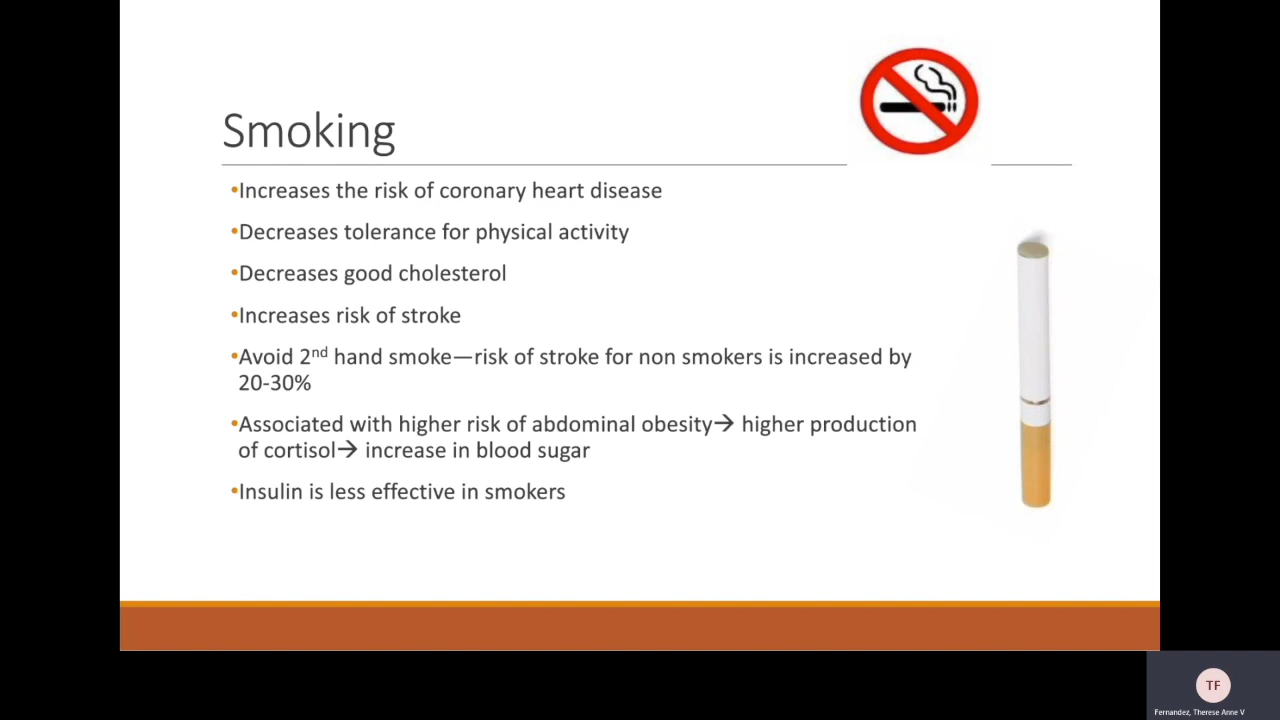 Smoking
•Increases the risk of coronary heart disease
•Decreases tolerance for physical activity
•Decreases good cholesterol
•Increases risk of stroke
•Avoid 2nd hand smoke—risk of stroke for non smokers is increased by
20-30%
•Associated with higher risk of abdominal obesity→ higher production
of cortisol→ increase in blood sugar
•Insulin is less effective in smokers
TF
Fernandez, Therese Anne V